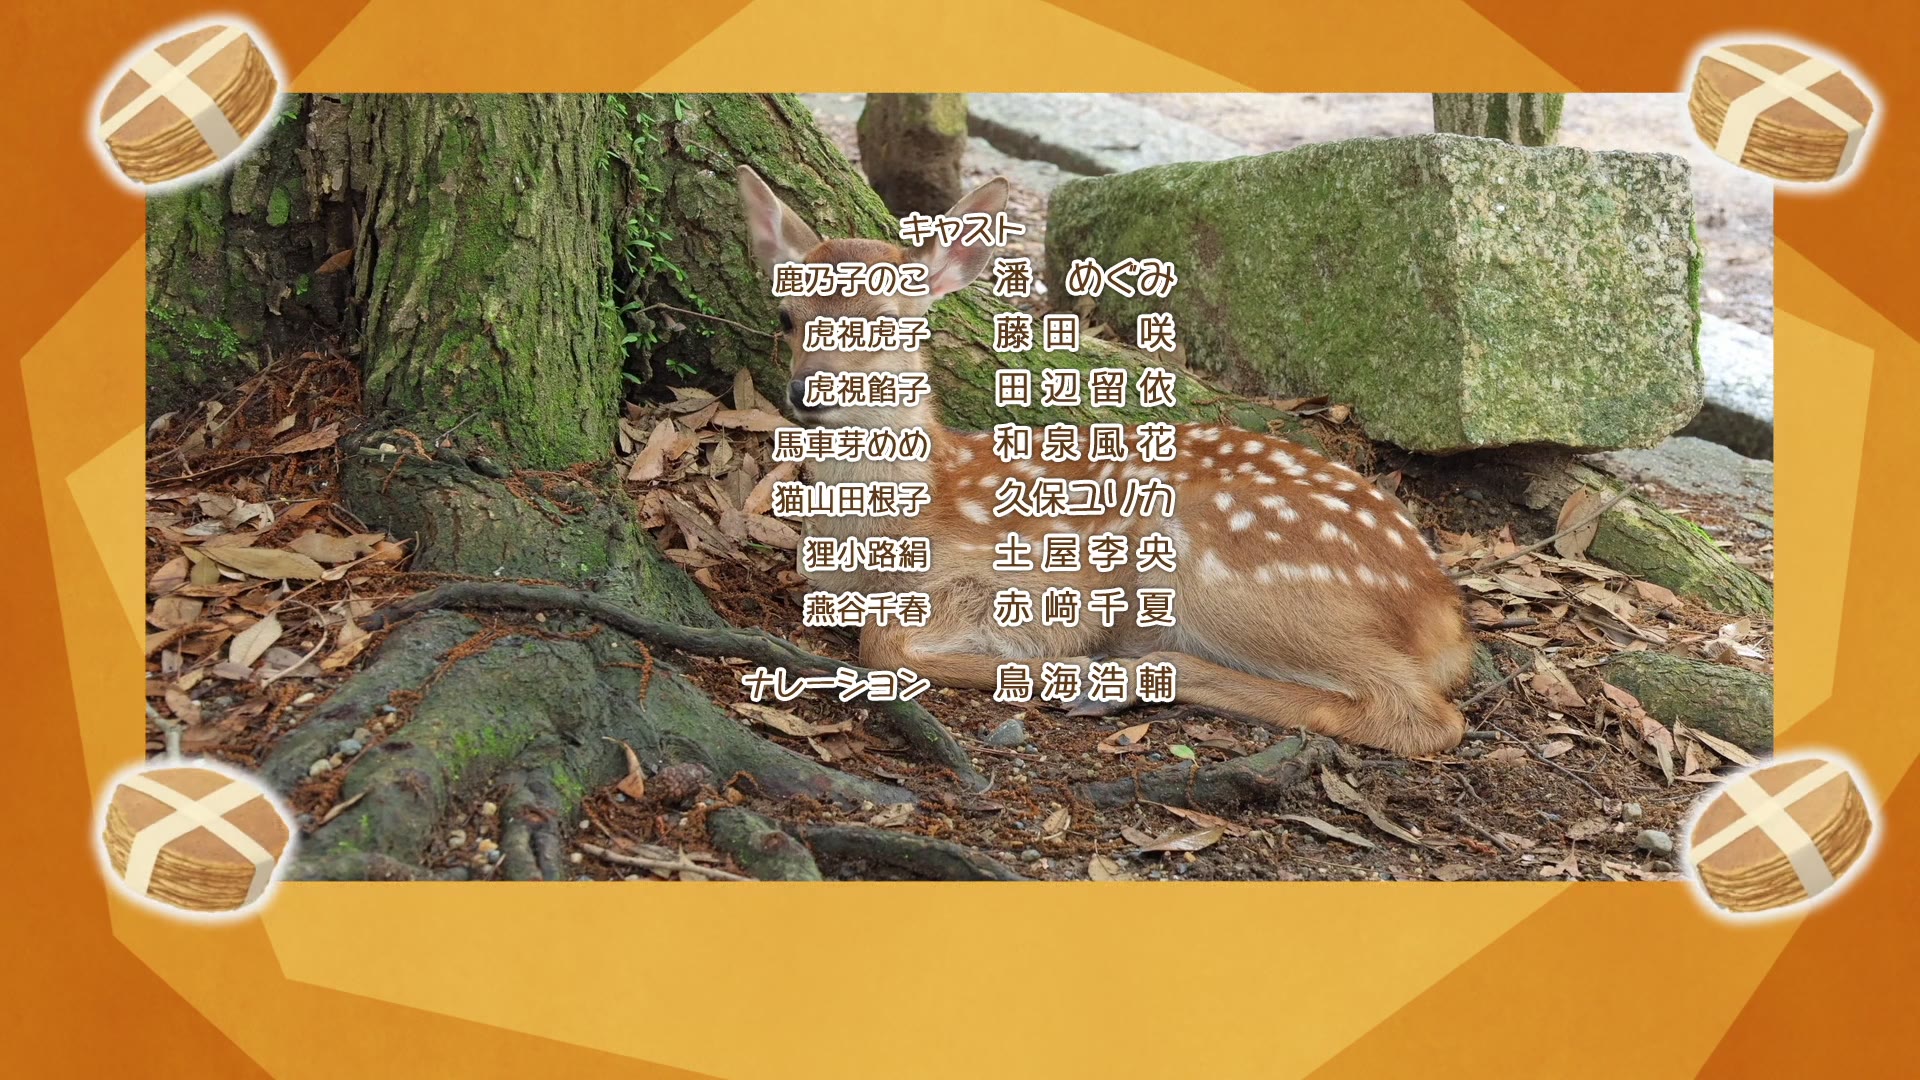 キャスト
鹿乃子のこ 潘 めぐみ
虎視虎子 藤田 咲
虎視餡子 田辺留依
馬車芽めめ 和泉風花
猫山田根子 久保ユリカ
狸小路絹 土屋李央
燕谷千春 赤﨑千夏
ナレーション 鳥海浩輔